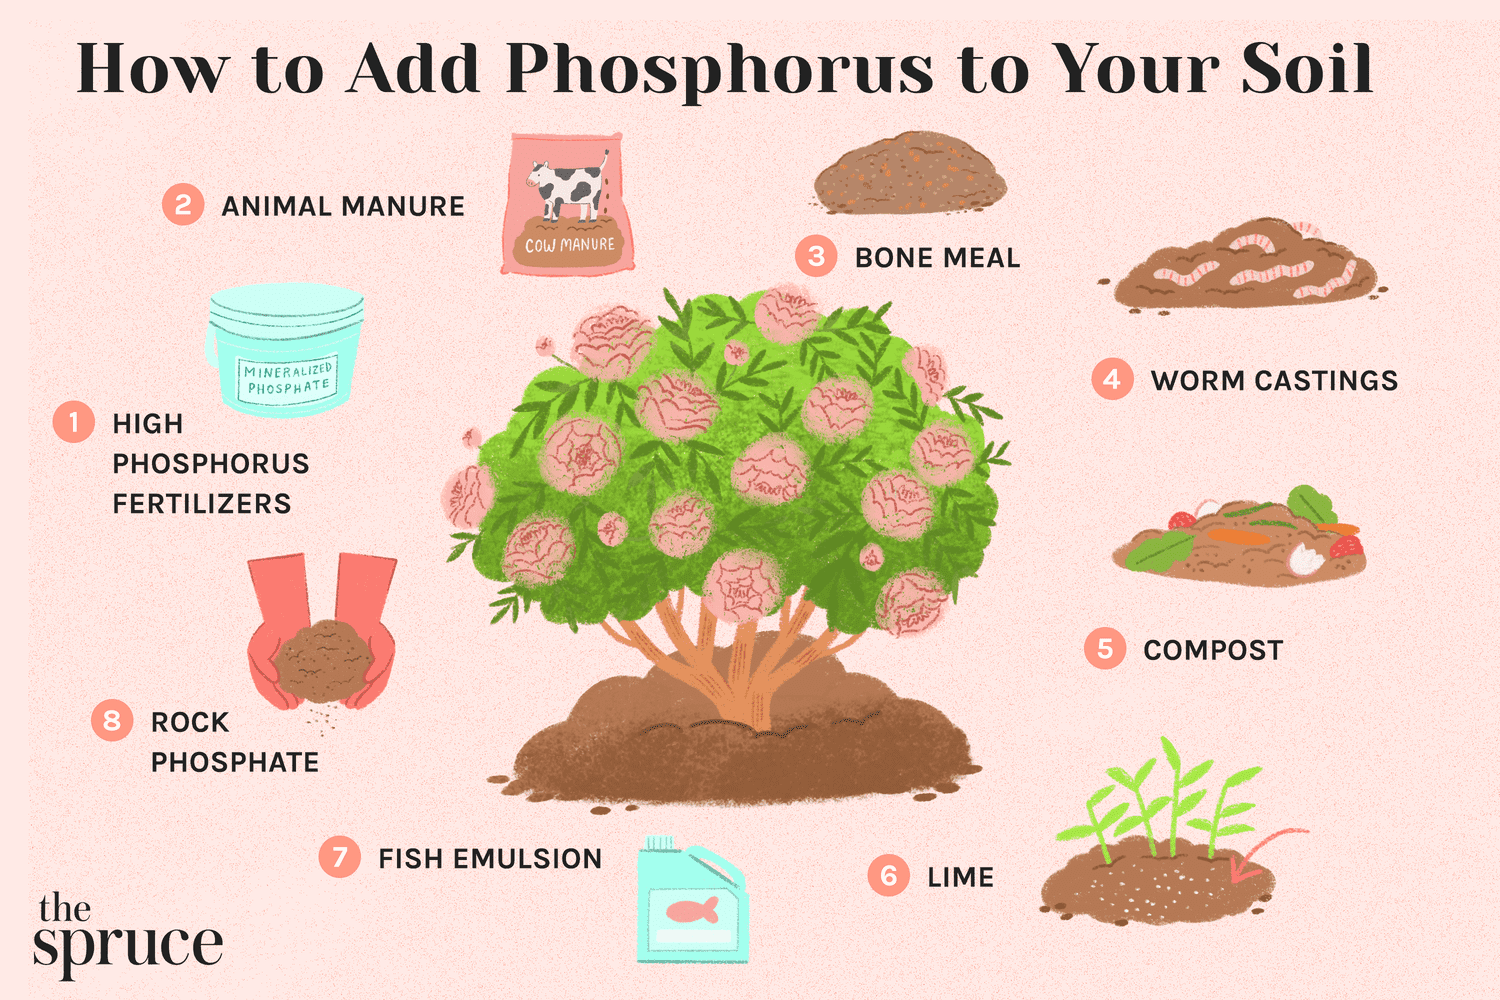 How to Add Phosphorus to Your Soil
1 HIGH
PHOSPHORUS
FERTILIZERS
MINERALIZED
PHOSPHATE
2 ANIMAL MANURE
COW MANURE
3 BONE MEAL
4 WORM CASTINGS
5 COMPOST
6 LIME
7 FISH EMULSION
8 ROCK
PHOSPHATE
the
spruce